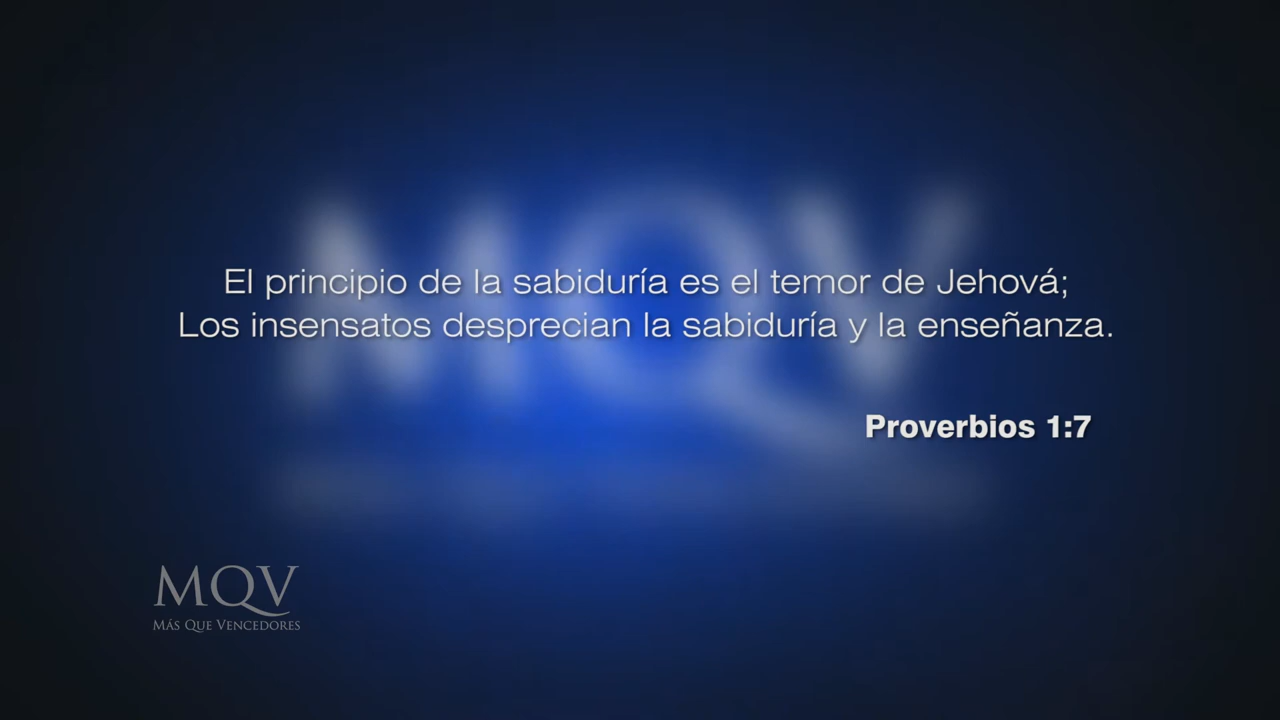 El principio de la sabiduría es el temor de Jehová;
Los insensatos desprecian la sabiduría y la enseñanza.
Proverbios 1:7
MQV
MÁS QUE VENCEDORES